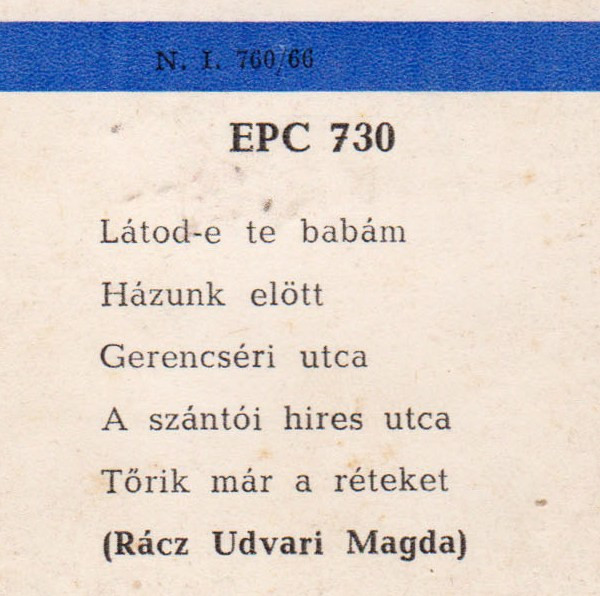 N. I. 760/66
EPC 730
Látod-e te babám
Házunk elött
Gerencséri utca
A szántói hires utca
Tőrik már a réteket
(Rácz Udvari Magda)